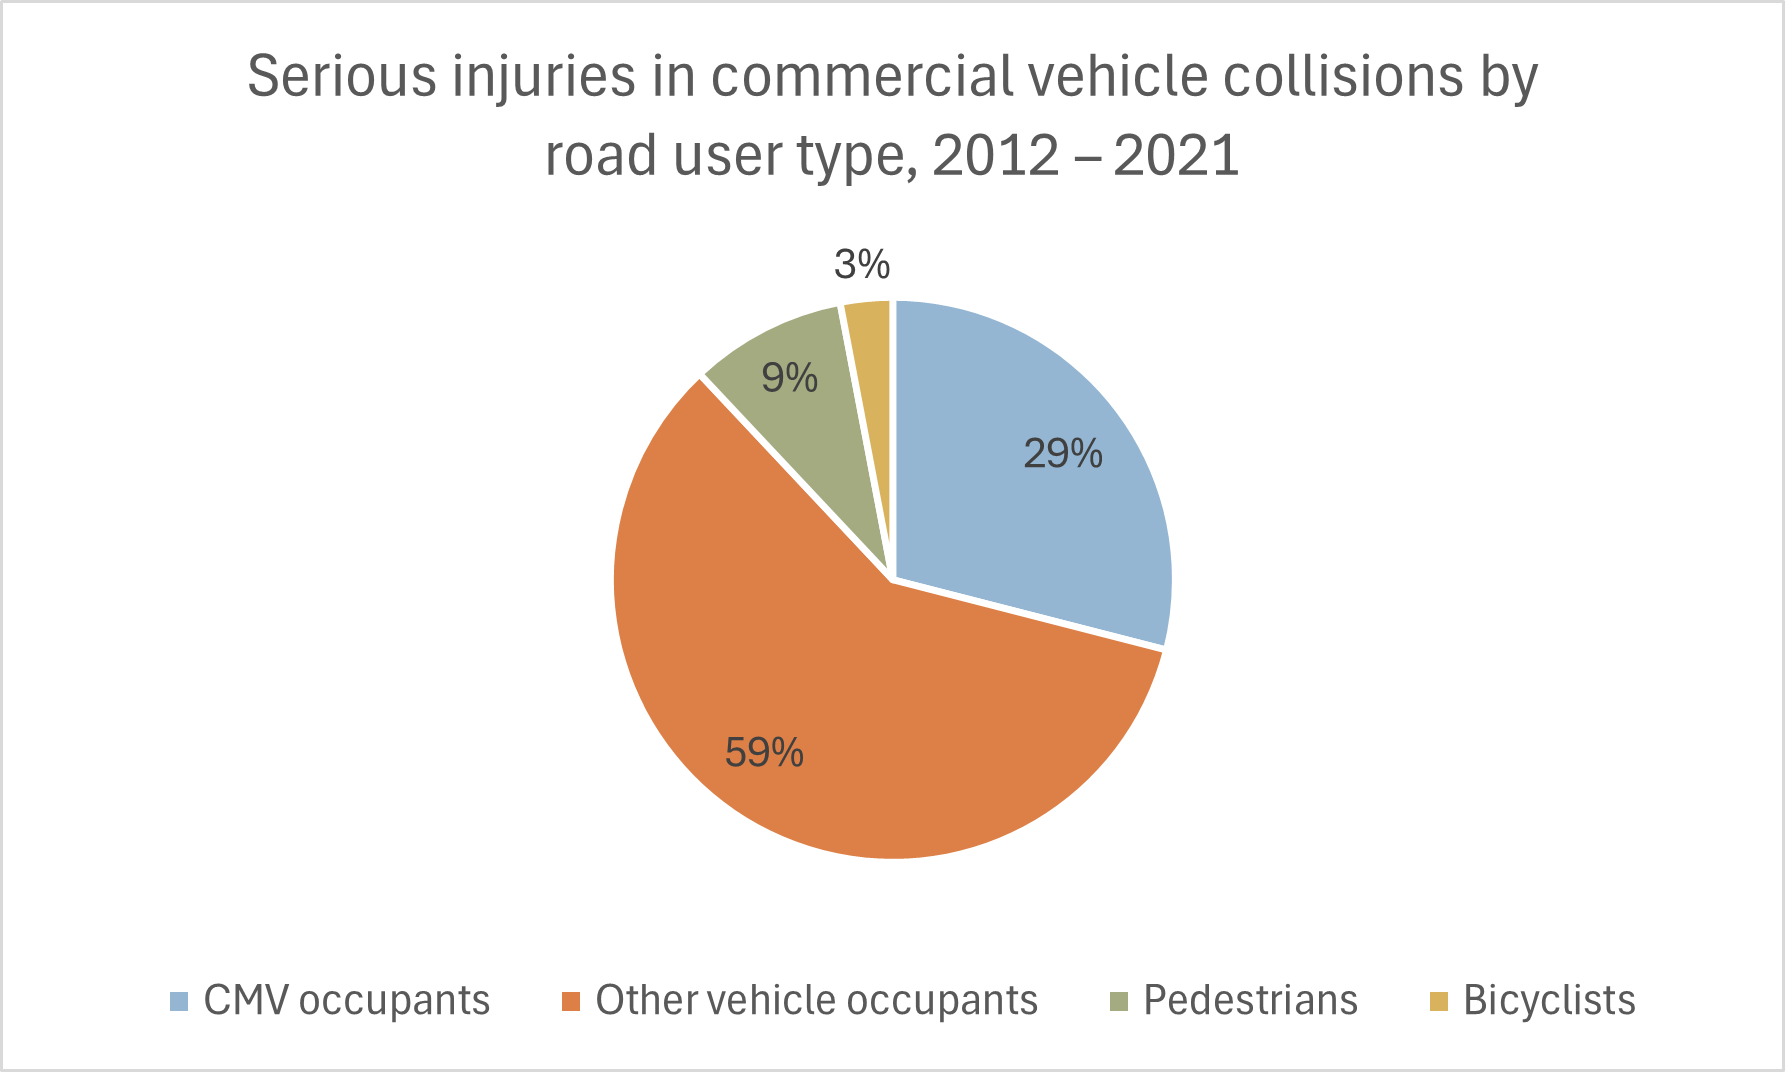 Serious injuries in commercial vehicle collisions by
road user type, 2012 – 2021
3%
9%
29%
59%
CMV occupants
Other vehicle occupants
Pedestrians
Bicyclists